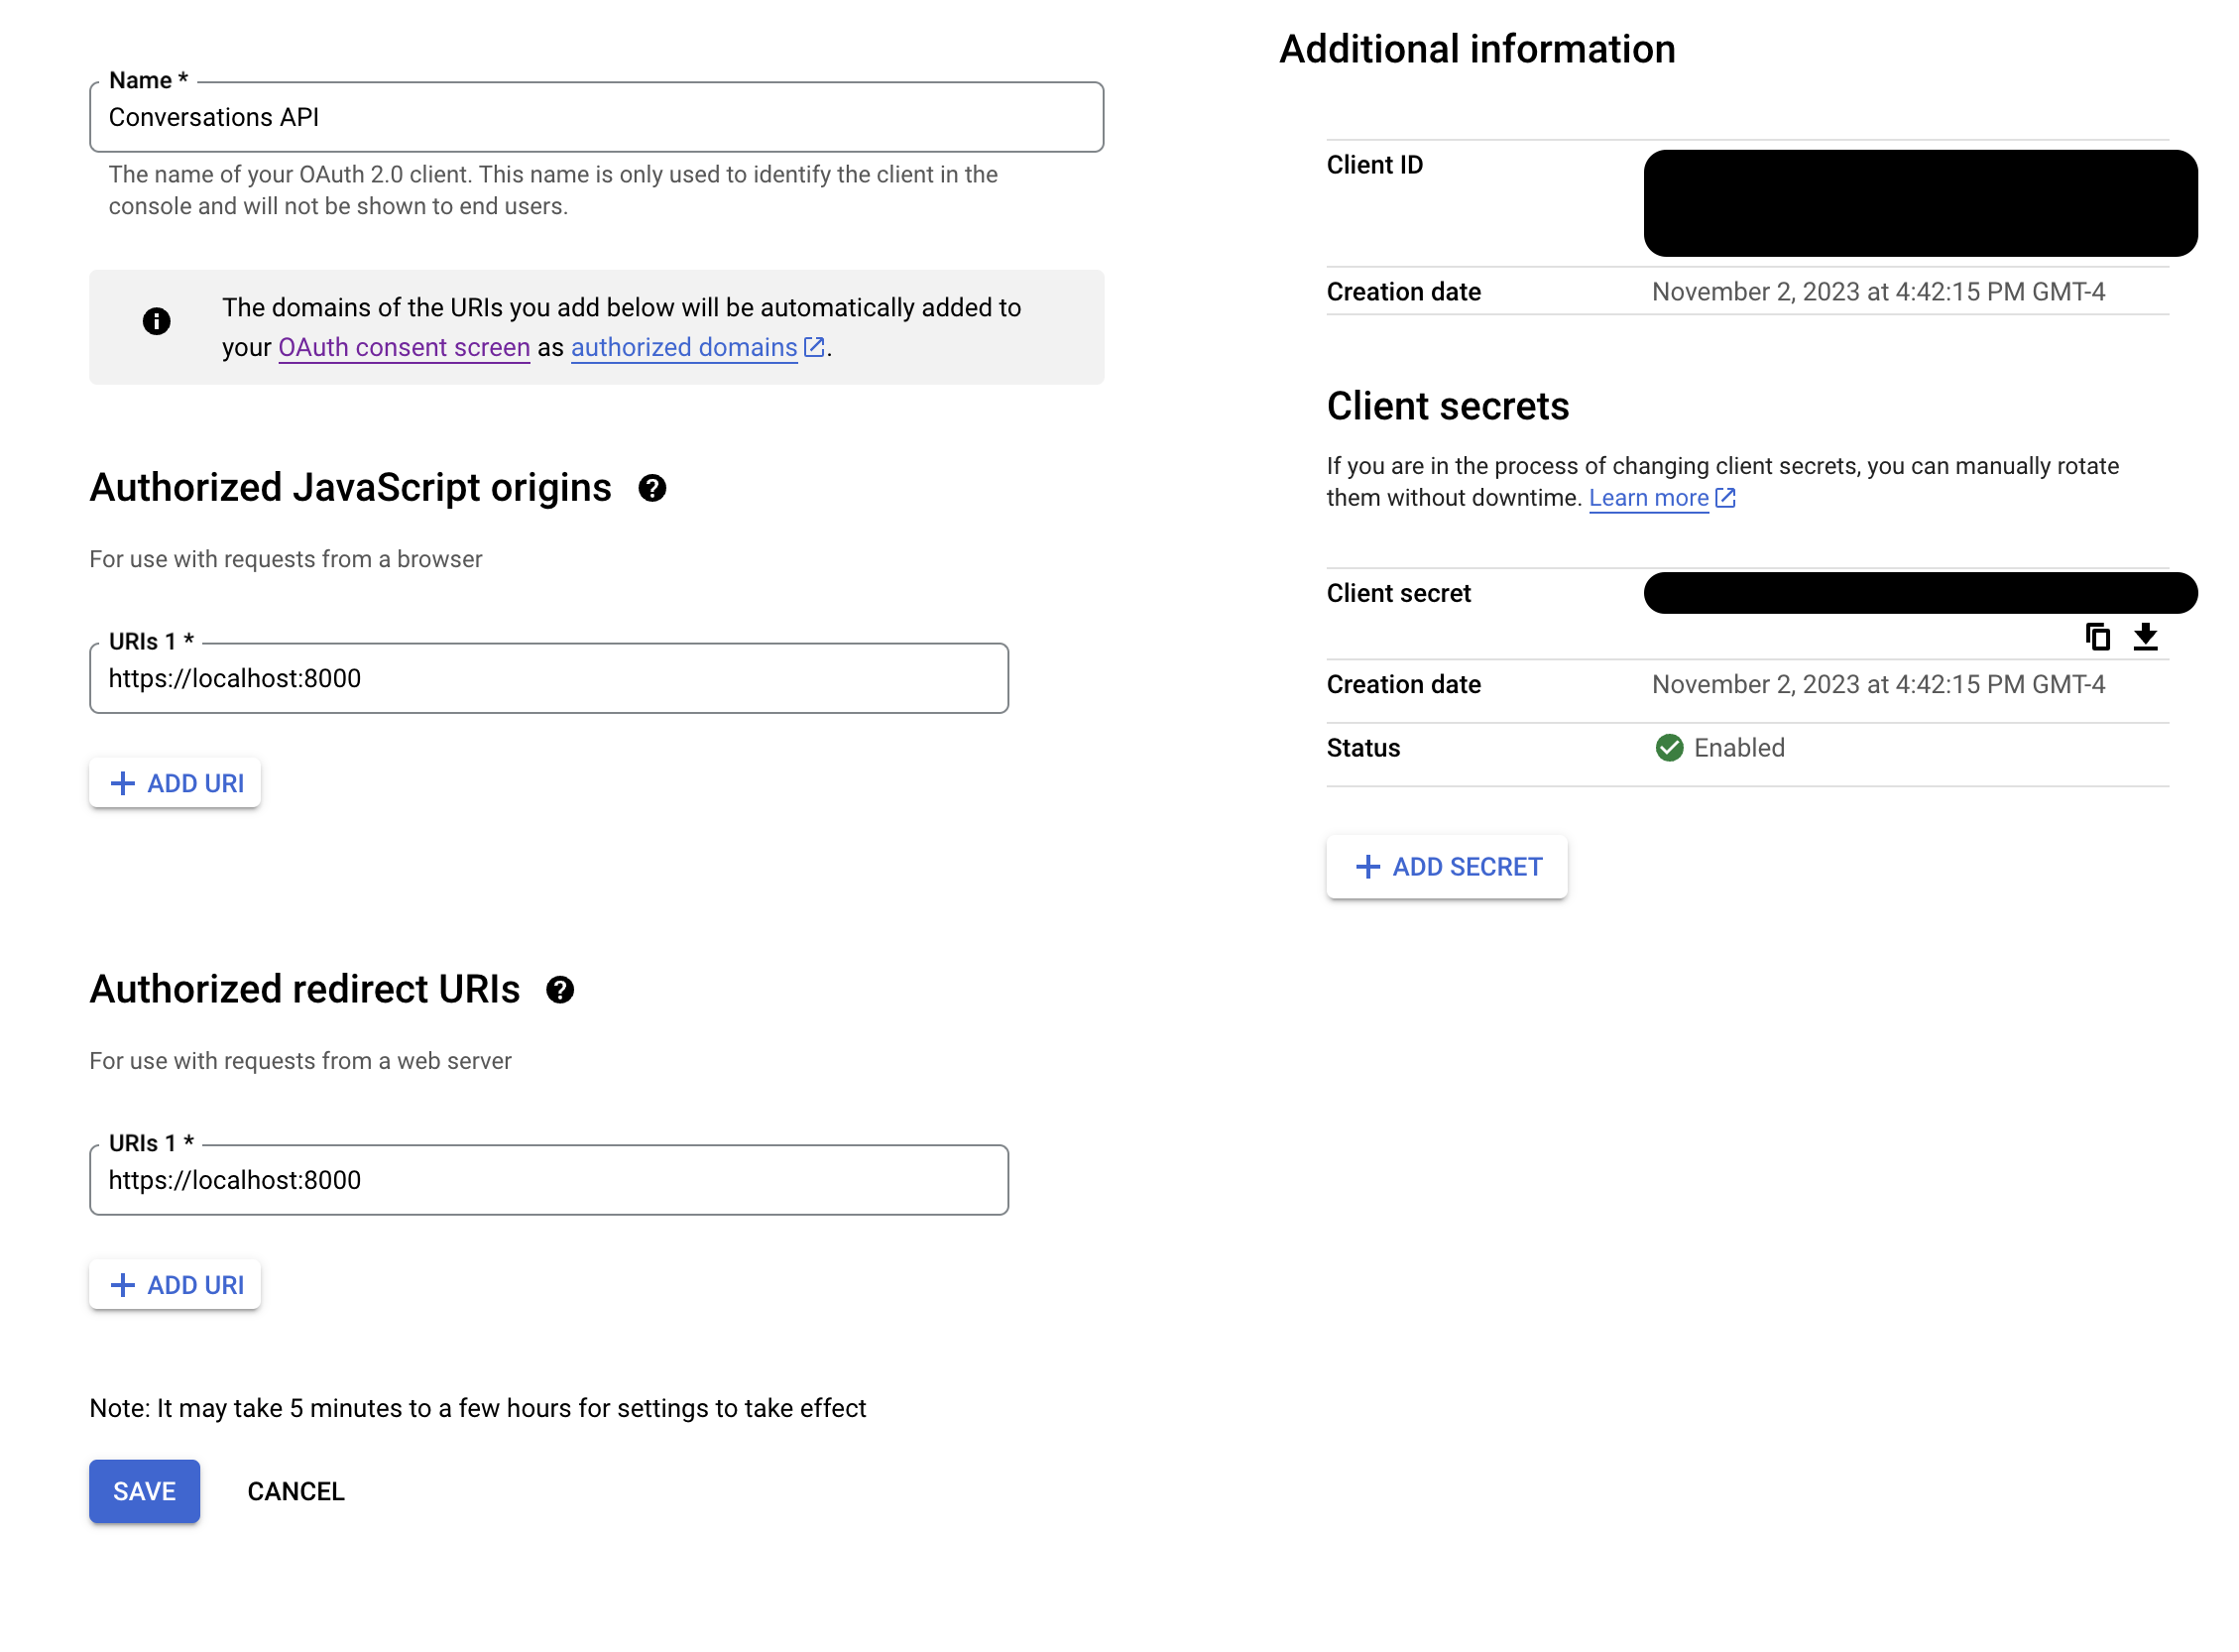 Name *
Conversations API
The name of your OAuth 2.0 client. This name is only used to identify the client in the
console and will not be shown to end users.
The domains of the URIs you add below will be automatically added to
your OAuth consent screen as authorized domains.
Authorized JavaScript origins
For use with requests from a browser
URIs 1 *
https://localhost:8000
+ ADD URI
Authorized redirect URIs
For use with requests from a web server
URIs 1 *
https://localhost:8000
+ ADD URI
Note: It may take 5 minutes to a few hours for settings to take effect
SAVE
CANCEL
Additional information
Client ID
Creation date
November 2, 2023 at 4:42:15 PM GMT-4
Client secrets
If you are in the process of changing client secrets, you can manually rotate
them without downtime. Learn more
Client secret
Creation date
November 2, 2023 at 4:42:15 PM GMT-4
Status
Enabled
+ ADD SECRET